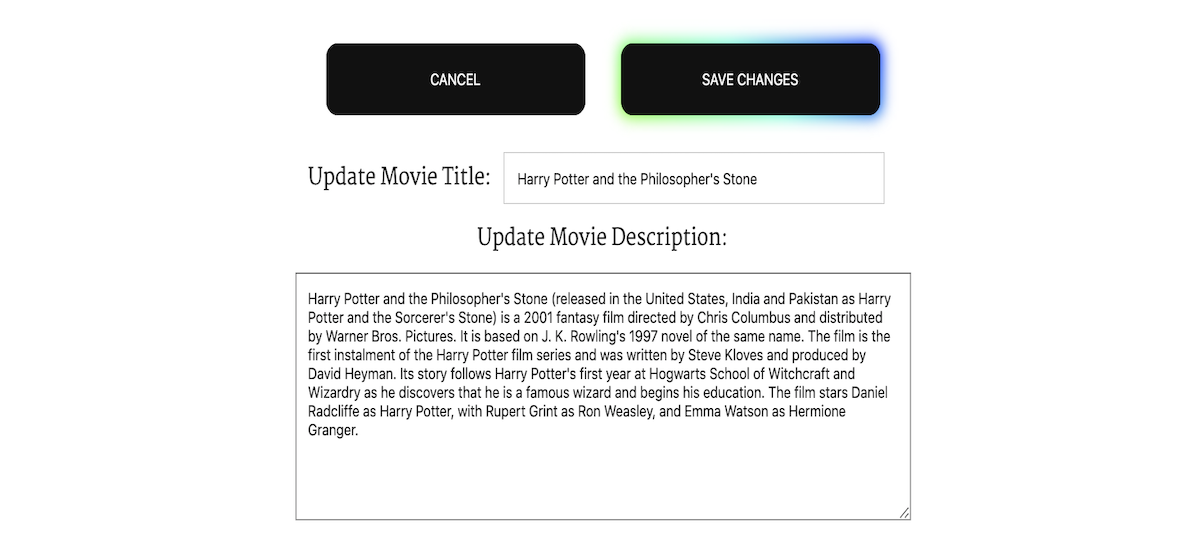 CANCEL
SAVE CHANGES
Update Movie Title:
Harry Potter and the Philosopher's Stone
Update Movie Description:
Harry Potter and the Philosopher's Stone (released in the United States, India and Pakistan as Harry
Potter and the Sorcerer's Stone) is a 2001 fantasy film directed by Chris Columbus and distributed
by Warner Bros. Pictures. It is based on J. K. Rowling's 1997 novel of the same name. The film is the
first instalment of the Harry Potter film series and was written by Steve Kloves and produced by
David Heyman. Its story follows Harry Potter's first year at Hogwarts School of Witchcraft and
Wizardry as he discovers that he is a famous wizard and begins his education. The film stars Daniel
Radcliffe as Harry Potter, with Rupert Grint as Ron Weasley, and Emma Watson as Hermione
Granger.